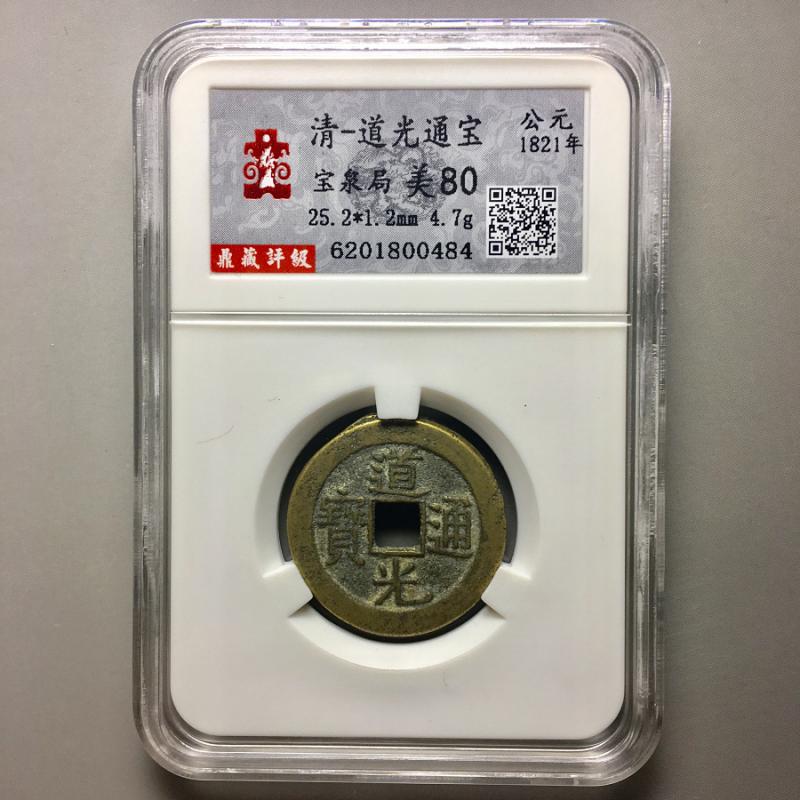 清-道光通宝
公元
1821年
宝泉局 美80
25.2*1.2mm 4.7g
鼎藏評級
6201800484
道
寶 通
光